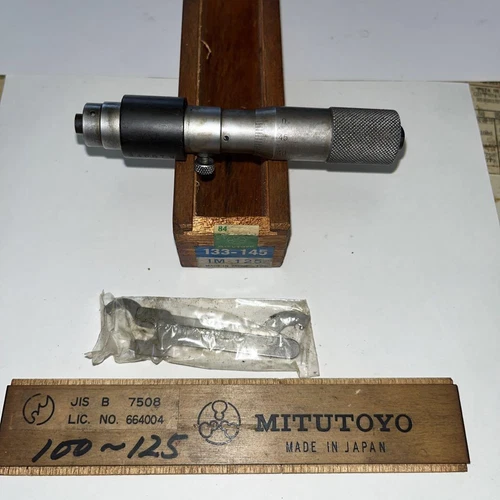 84
133-145
IM-125
JIS B 7508
LIC. NO. 664004
100~125
MITUTOYO
MADE IN JAPAN